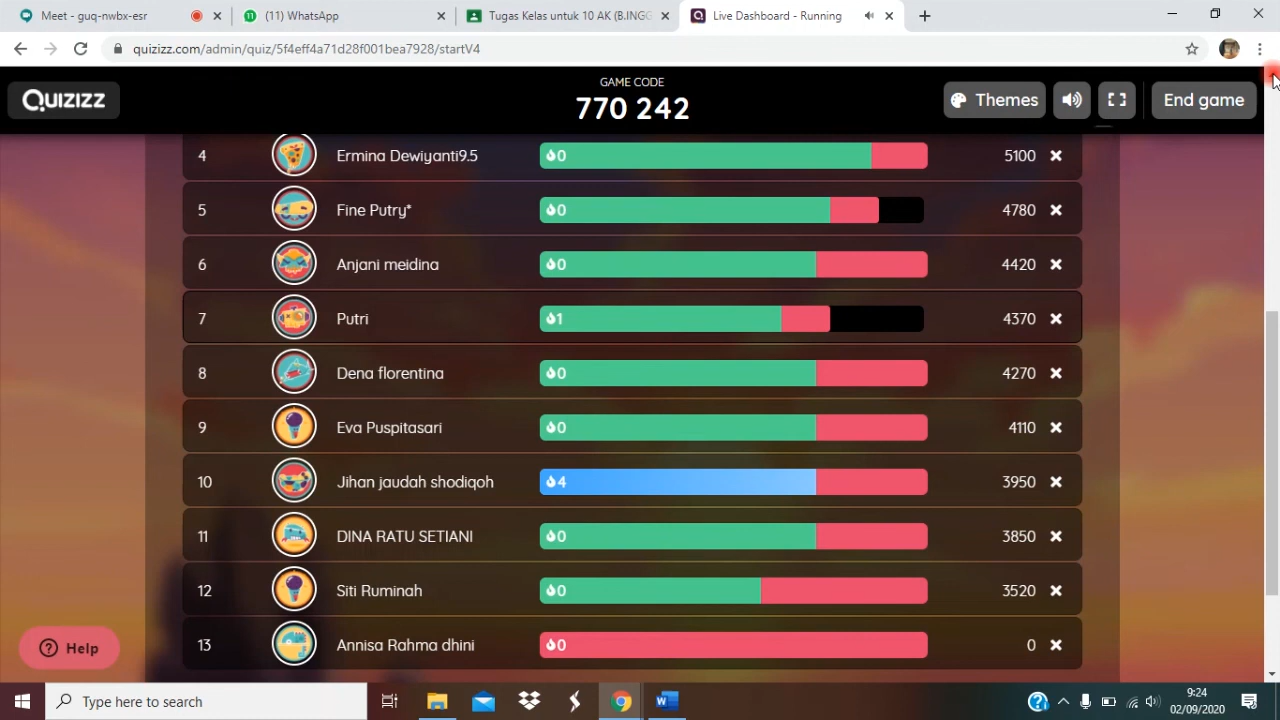 Meet - guq-nwbx-esr
(11) WhatsApp
Tugas Kelas untuk 10 AK (B.INGG
Live Dashboard - Running
quizizz.com/admin/quiz/5f4eff4a71d28f001bea7928/startV4
Quizizz
GAME CODE
770 242
Themes
End game
4 Ermina Dewiyanti9.5 0 5100
5 Fine Putry* 0 4780
6 Anjani meidina 0 4420
7 Putri 1 4370
8 Dena florentina 0 4270
9 Eva Puspitasari 0 4110
10 Jihan jaudah shodiqoh 4 3950
11 DINA RATU SETIANI 0 3850
12 Siti Ruminah 0 3520
13 Annisa Rahma dhini 0 0
Help
Type here to search
9:24
02/09/2020